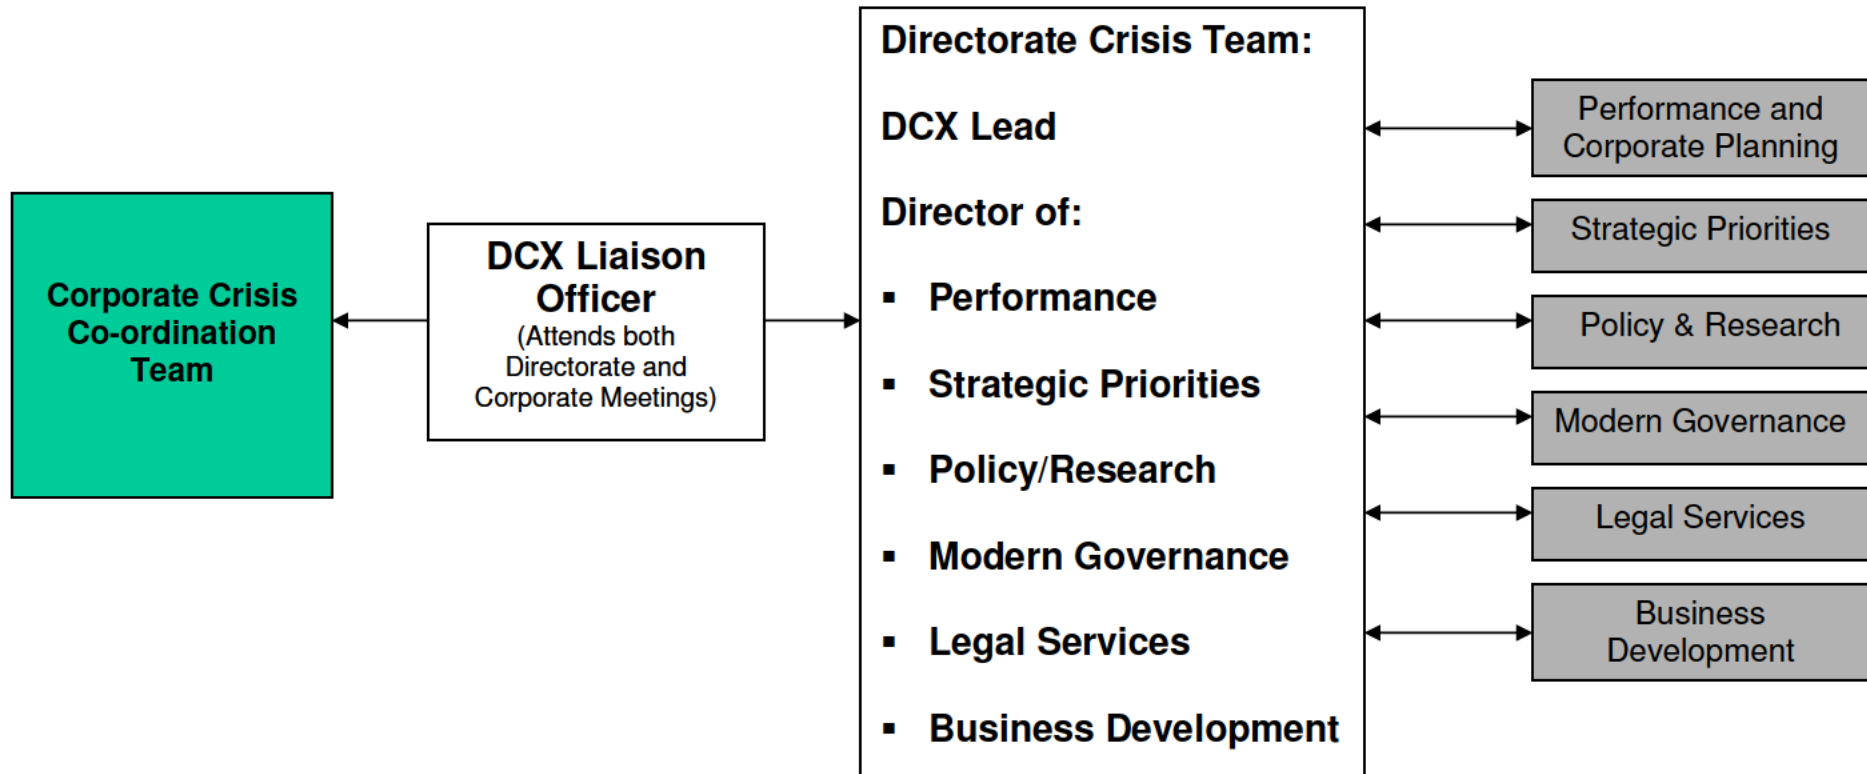 Corporate Crisis
Co-ordination
Team
DCX Liaison
Officer
(Attends both
Directorate and
Corporate Meetings)
Directorate Crisis Team:
DCX Lead
Director of:
▪ Performance
▪ Strategic Priorities
▪ Policy/Research
▪ Modern Governance
▪ Legal Services
▪ Business Development
Performance and
Corporate Planning
Strategic Priorities
Policy & Research
Modern Governance
Legal Services
Business
Development